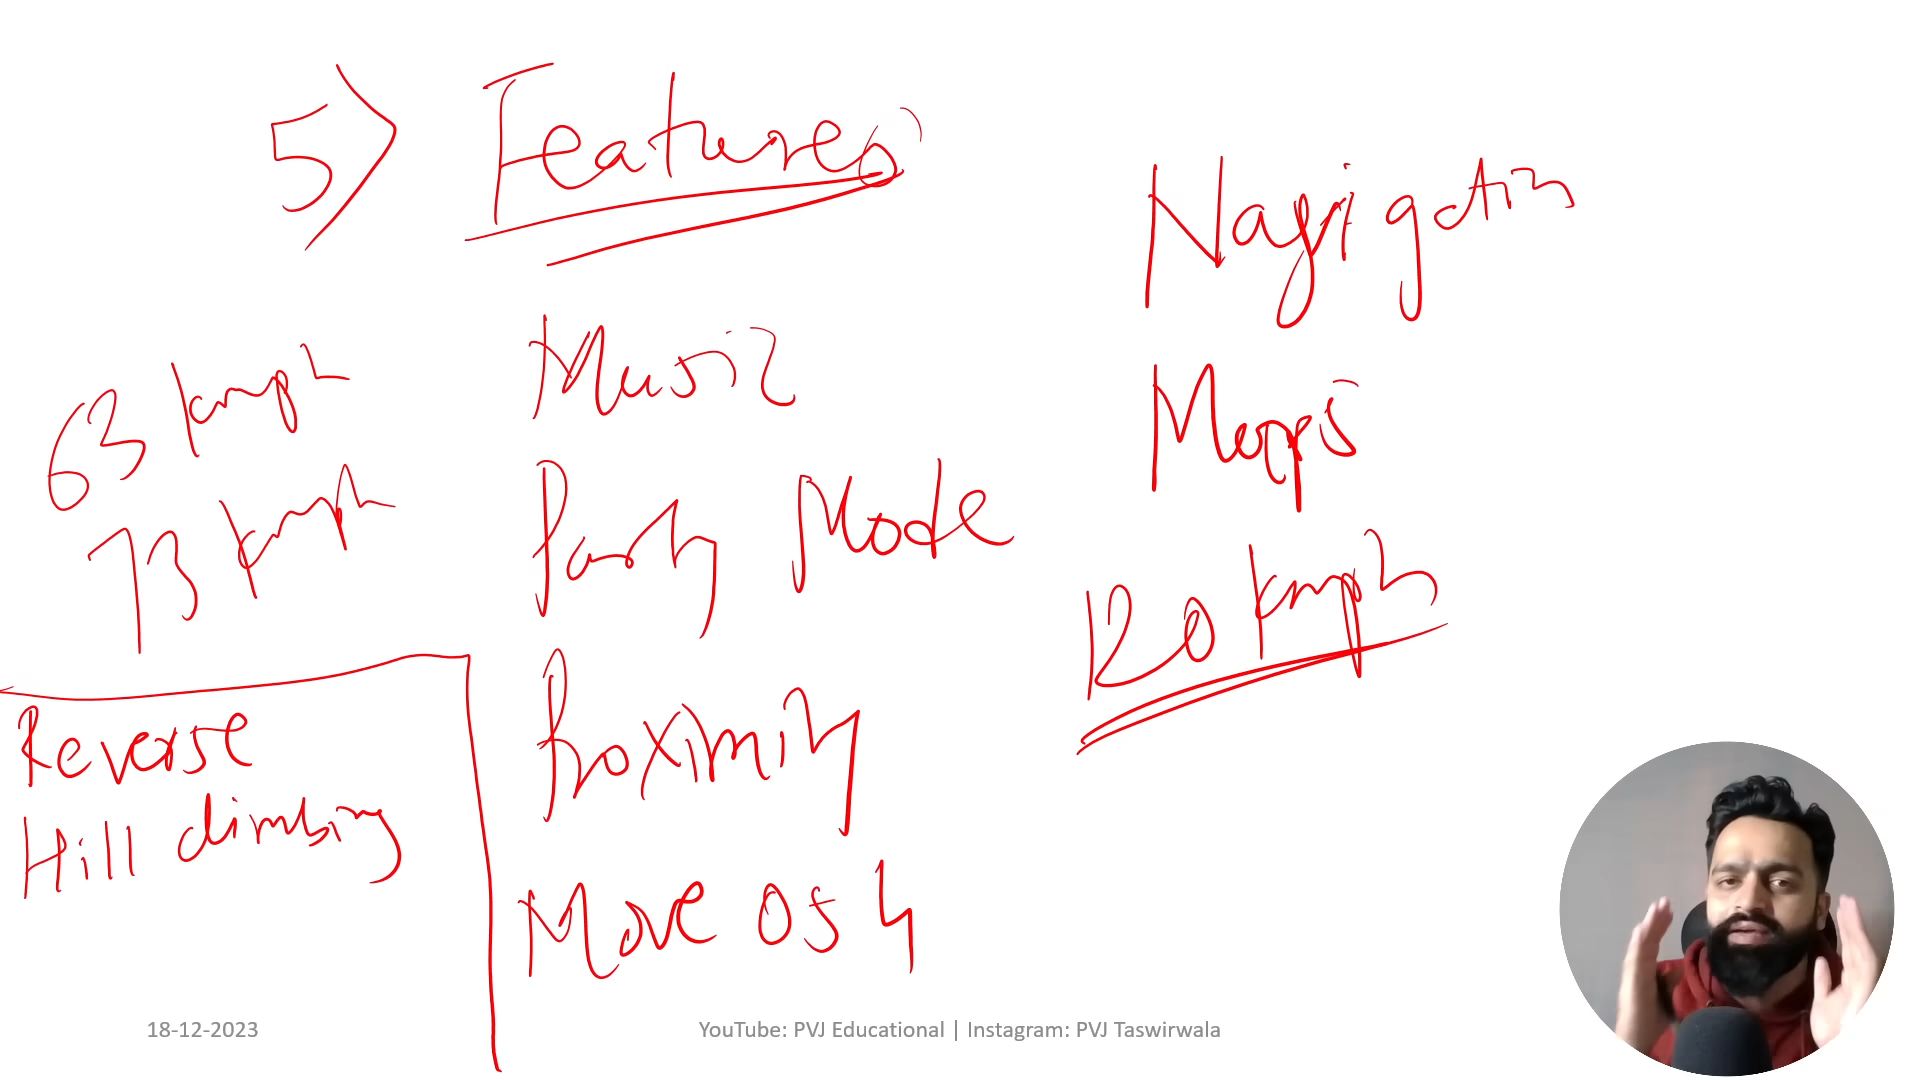 5) Features
63 kmph
73 kmph
Reverse
Hill climbing
Music
Party Mode
Proximity
Move OS 4
Navigation
Maps
120 kmph
18-12-2023
YouTube: PVJ Educational | Instagram: PVJ Taswirwala